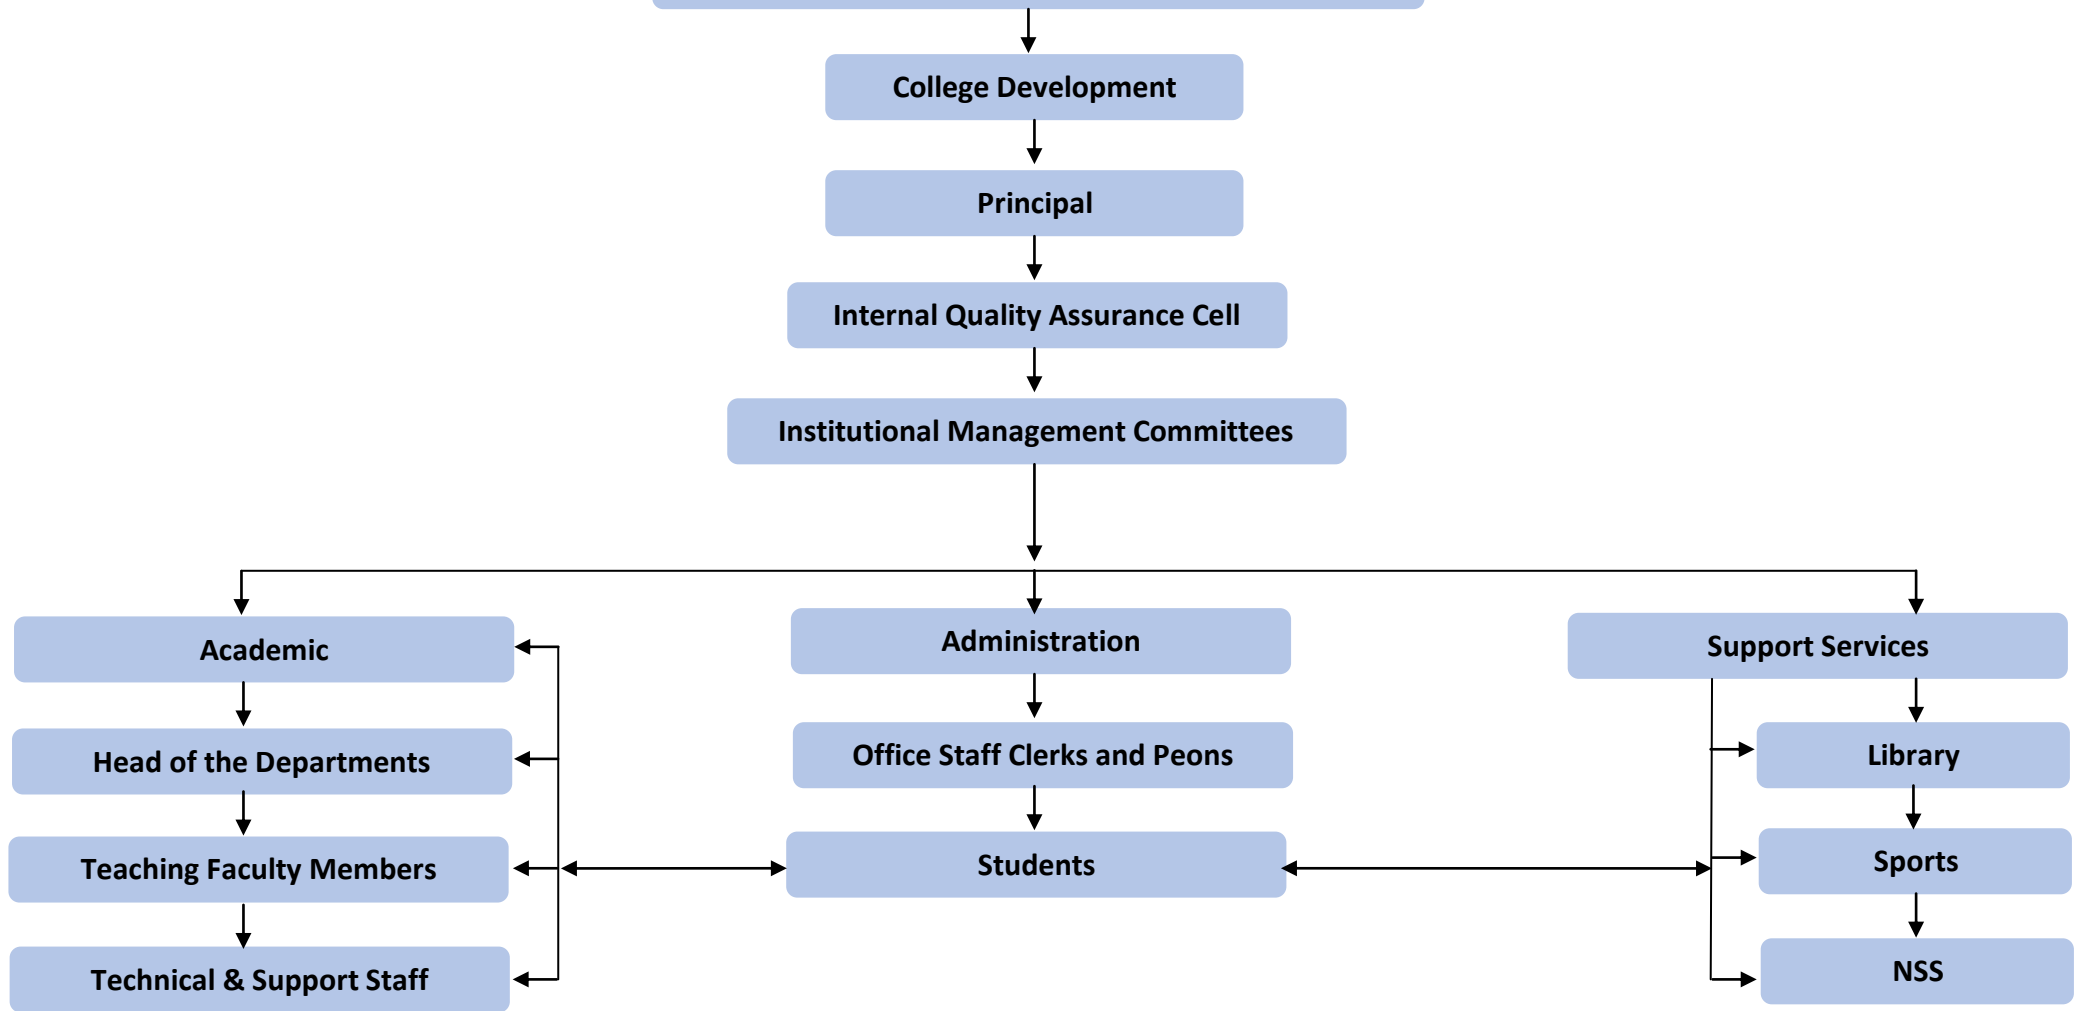 College Development
Principal
Internal Quality Assurance Cell
Institutional Management Committees
Academic
Administration
Support Services
Head of the Departments
Office Staff Clerks and Peons
Library
Teaching Faculty Members
Students
Sports
Technical & Support Staff
NSS